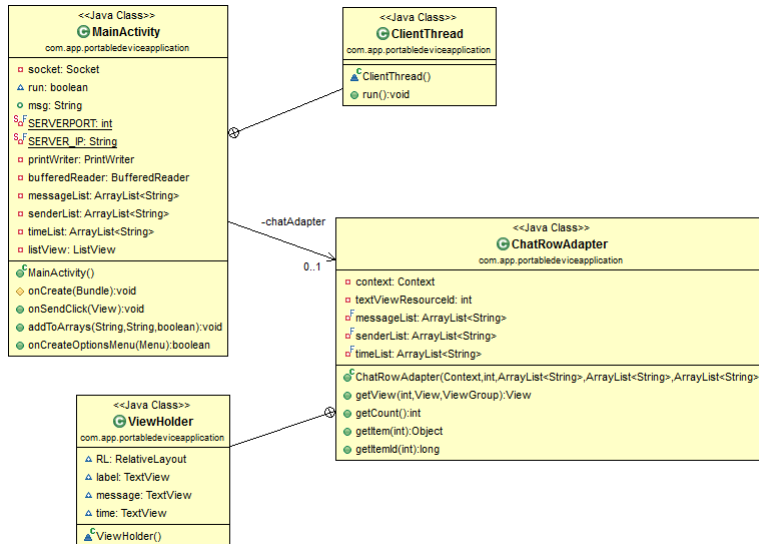 <<Java Class>>
MainActivity
com.app.portabledeviceapplication
socket: Socket
run: boolean
msg: String
SERVERPORT: int
SERVER_IP: String
printWriter: PrintWriter
bufferedReader: BufferedReader
messageList: ArrayList<String>
senderList: ArrayList<String>
timeList: ArrayList<String>
listView: ListView
MainActivity()
onCreate(Bundle):void
onSendClick(View):void
addToArrays(String,String,boolean):void
onCreateOptionsMenu(Menu):boolean
<<Java Class>>
ClientThread
com.app.portabledeviceapplication
ClientThread()
run():void
-chatAdapter
0..1
<<Java Class>>
ChatRowAdapter
com.app.portabledeviceapplication
context: Context
textViewResourceId: int
messageList: ArrayList<String>
senderList: ArrayList<String>
timeList: ArrayList<String>
ChatRowAdapter(Context,int,ArrayList<String>,ArrayList<String>,ArrayList<String>
getView(int,View,ViewGroup):View
getCount():int
getItem(int):Object
getItemId(int):long
<<Java Class>>
ViewHolder
com.app.portabledeviceapplication
RL: RelativeLayout
label: TextView
message: TextView
time: TextView
ViewHolder()